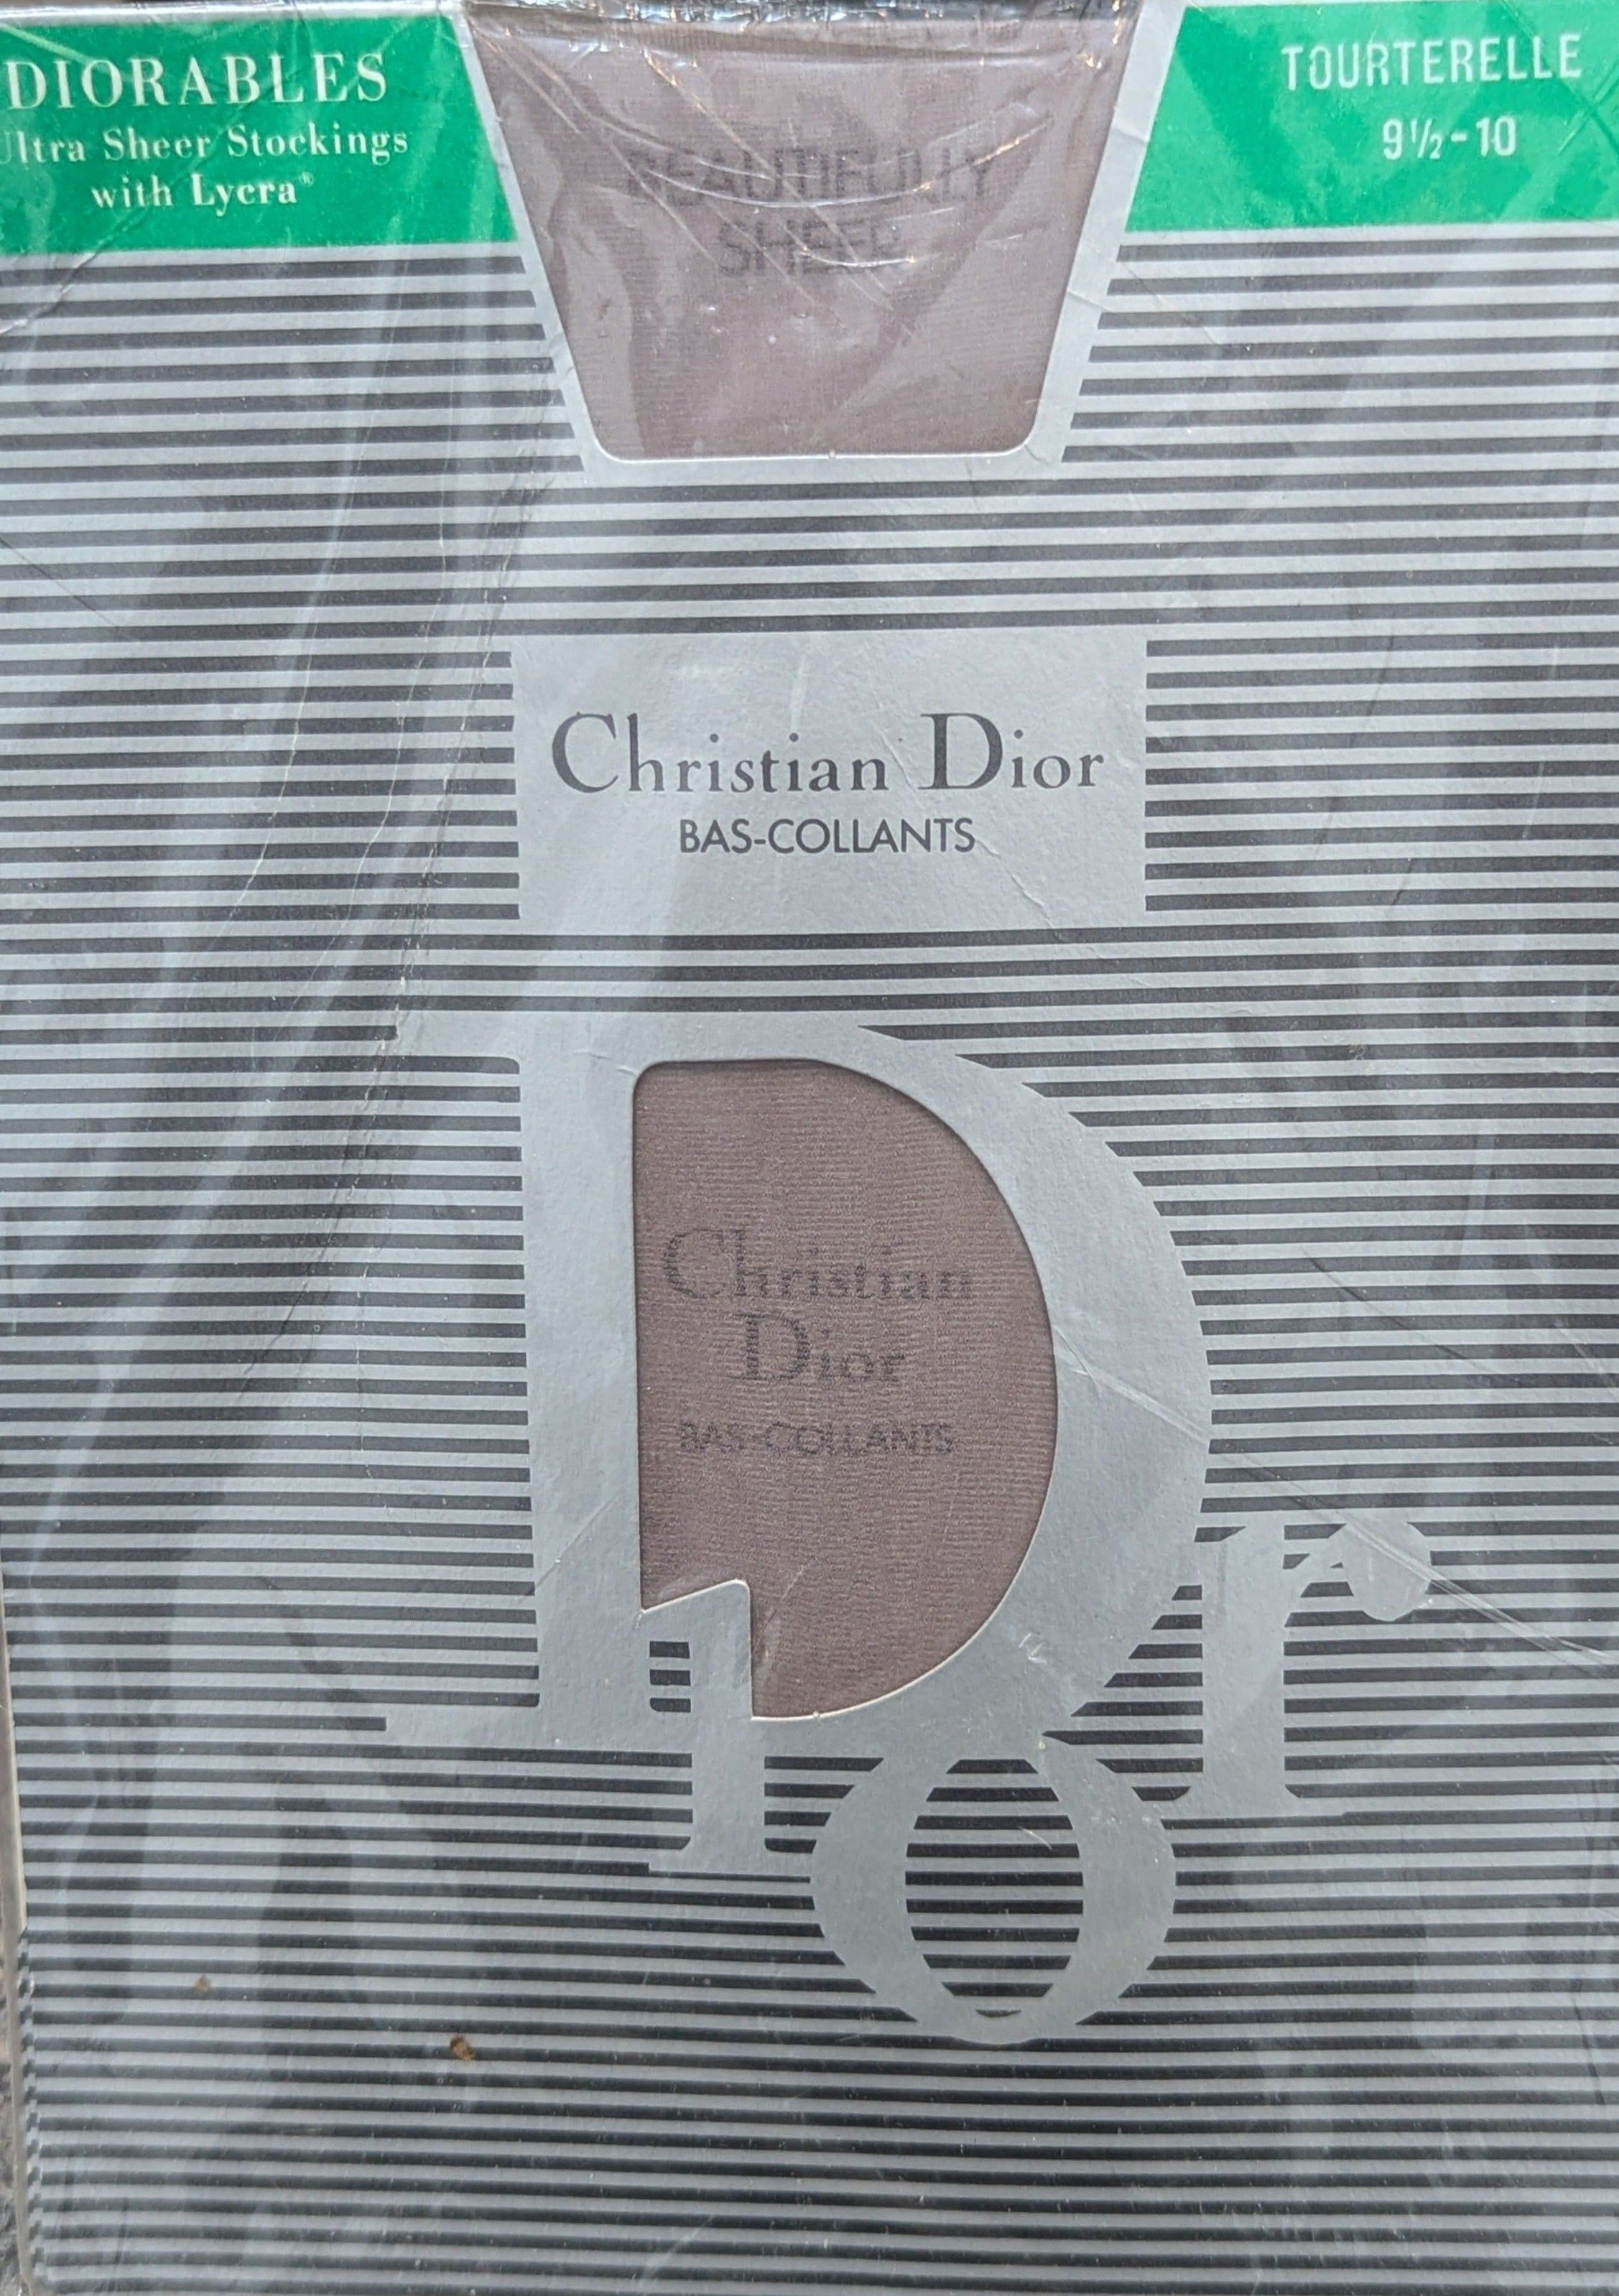 DIORABLES
Ultra Sheer Stockings
with Lycra®
TOURTERELLE
9½-10
BEAUTIFULLY
SHEER
Christian Dior
BAS-COLLANTS
Christian
Dior
BAS-COLLANTS
Dior